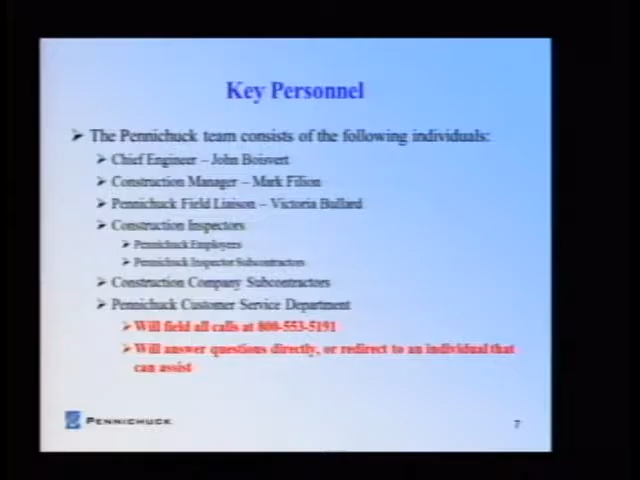 Key Personnel
The Pennichuck team consists of the following individuals:
Chief Engineer – John Boisvert
Construction Manager – Mark Fillon
Pennichuck Field Liaison – Victoria Bullard
Construction Inspectors
Pennichuck Employees
Pennichuck Inspector Subcontractors
Construction Company Subcontractors
Pennichuck Customer Service Department
Will field all calls at 800-553-5191
Will answer questions directly, or redirect to an individual that
can assist
PENNICHUCK
7